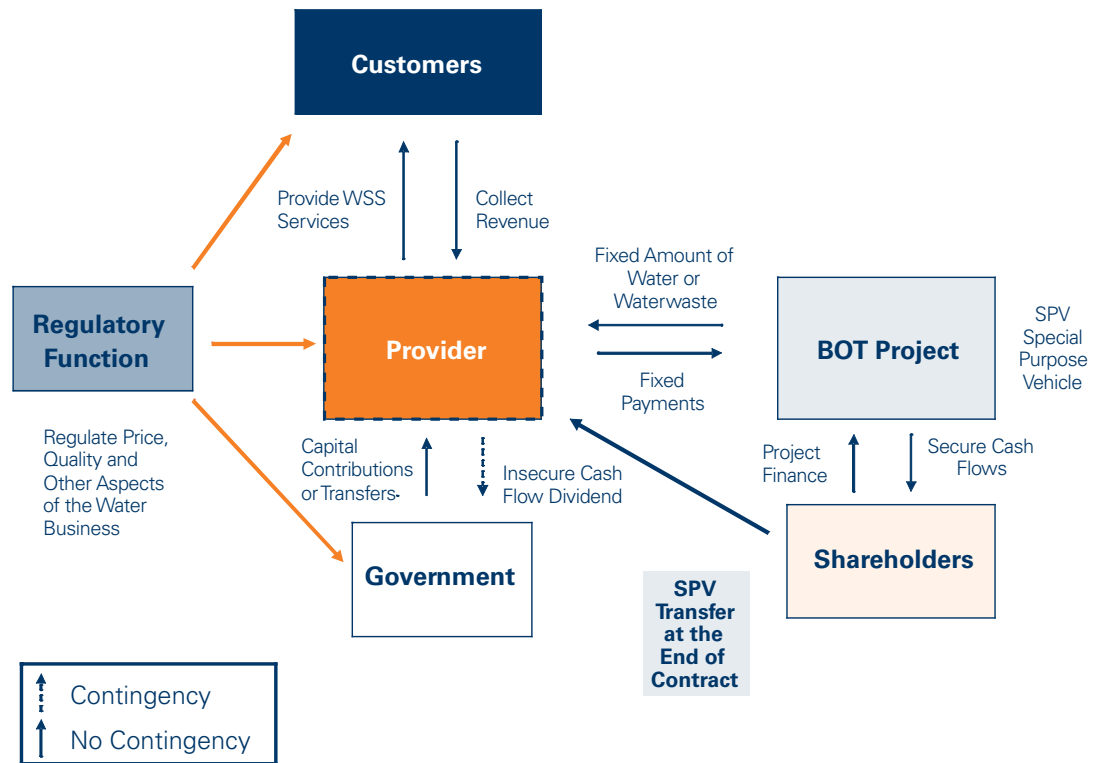 Customers
Provide WSS
Services
Collect
Revenue
Regulatory
Function
Provider
Fixed Amount of
Water or
Waterwaste
Fixed
Payments
BOT Project
SPV
Special
Purpose
Vehicle
Regulate Price,
Quality and
Other Aspects
of the Water
Business
Capital
Contributions
or Transfers
Insecure Cash
Flow Dividend
Project
Finance
Secure Cash
Flows
Government
Shareholders
SPV
Transfer
at the
End of
Contract
Contingency
No Contingency